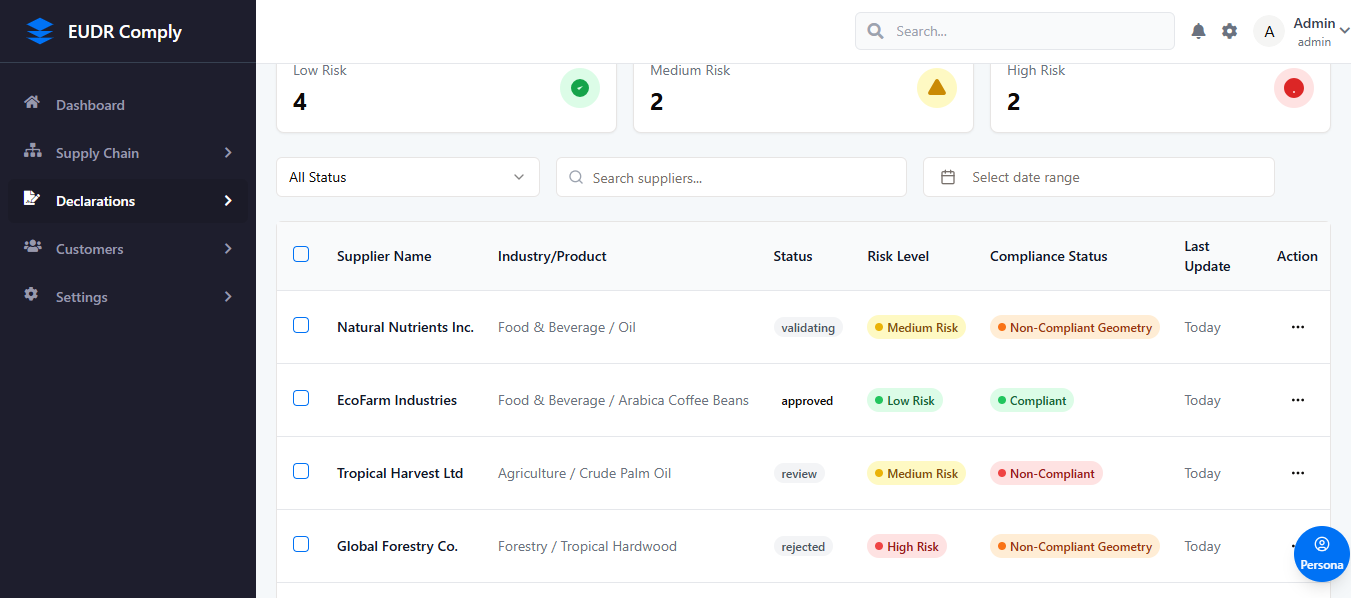 EUDR Comply
Search...
A
Admin
admin
Dashboard
Supply Chain
Declarations
Customers
Settings
Low Risk
4
Medium Risk
2
High Risk
2
All Status
Search suppliers...
Select date range
Supplier Name Industry/Product Status Risk Level Compliance Status Last Update Action
Natural Nutrients Inc. Food & Beverage / Oil validating Medium Risk Non-Compliant Geometry Today
EcoFarm Industries Food & Beverage / Arabica Coffee Beans approved Low Risk Compliant Today
Tropical Harvest Ltd Agriculture / Crude Palm Oil review Medium Risk Non-Compliant Today
Global Forestry Co. Forestry / Tropical Hardwood rejected High Risk Non-Compliant Geometry Today
Persona